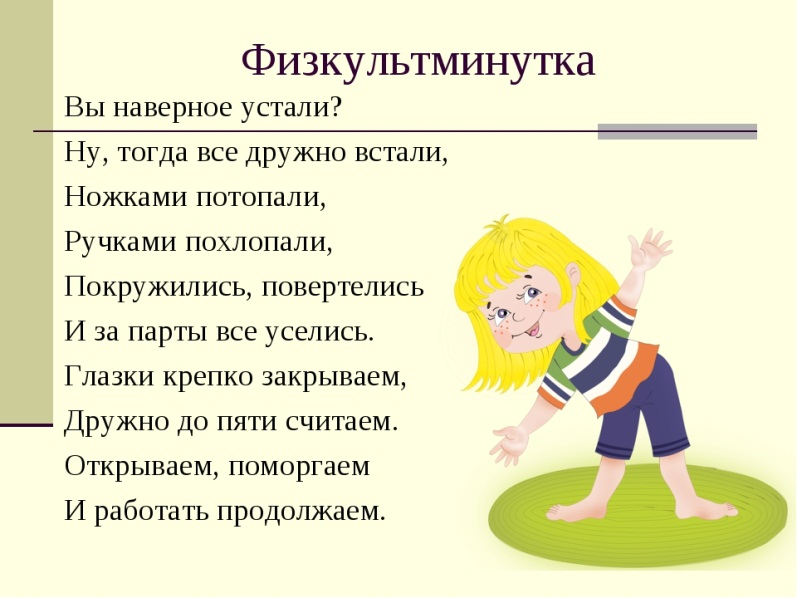 Физкультминутка
Вы наверное устали?
Ну, тогда все дружно встали,
Ножками потопали,
Ручками похлопали,
Покружились, повертелись
И за парты все уселись.
Глазки крепко закрываем,
Дружно до пяти считаем.
Открываем, поморгаем
И работать продолжаем.